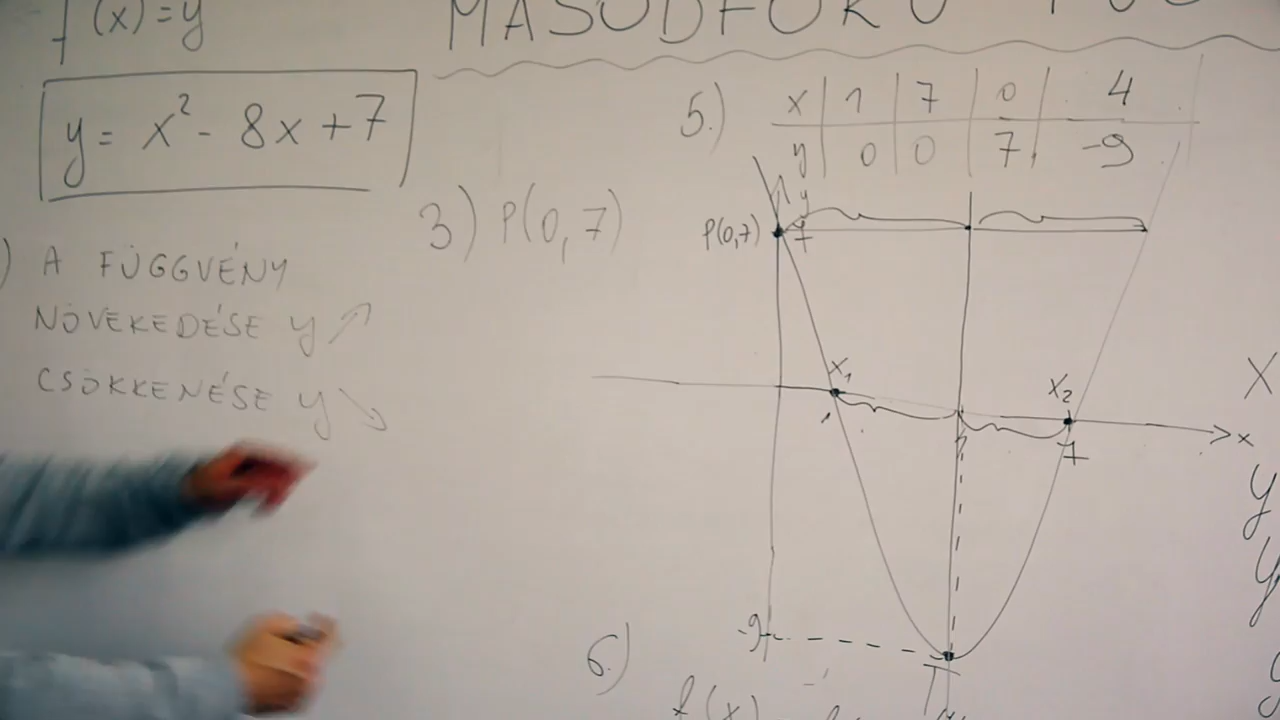 f(x)=y
MÁSODFOKÚ
y= x²- 8x +7
5.)
x | 1 | 7 | 0 | 4
y | 0 | 0 | 7 | -9
3) P(0,7)
) A FÜGGVÉNY
NÖVEKEDÉSE y ↗
CSÖKKENÉSE y ↘
y
P(0,7) 7
x₁
x₂
1
7
x
-9
T
6.)
f(x)
X
y
y